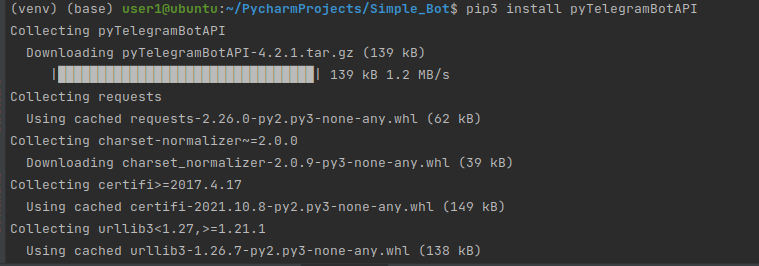 (venv) (base) user1@ubuntu:~/PycharmProjects/Simple_Bot$ pip3 install pyTelegramBotAPI
Collecting pyTelegramBotAPI
  Downloading pyTelegramBotAPI-4.2.1.tar.gz (139 kB)
     |████████████████████████████████| 139 kB 1.2 MB/s
Collecting requests
  Using cached requests-2.26.0-py2.py3-none-any.whl (62 kB)
Collecting charset-normalizer~=2.0.0
  Downloading charset_normalizer-2.0.9-py3-none-any.whl (39 kB)
Collecting certifi>=2017.4.17
  Using cached certifi-2021.10.8-py2.py3-none-any.whl (149 kB)
Collecting urllib3<1.27,>=1.21.1
  Using cached urllib3-1.26.7-py2.py3-none-any.whl (138 kB)